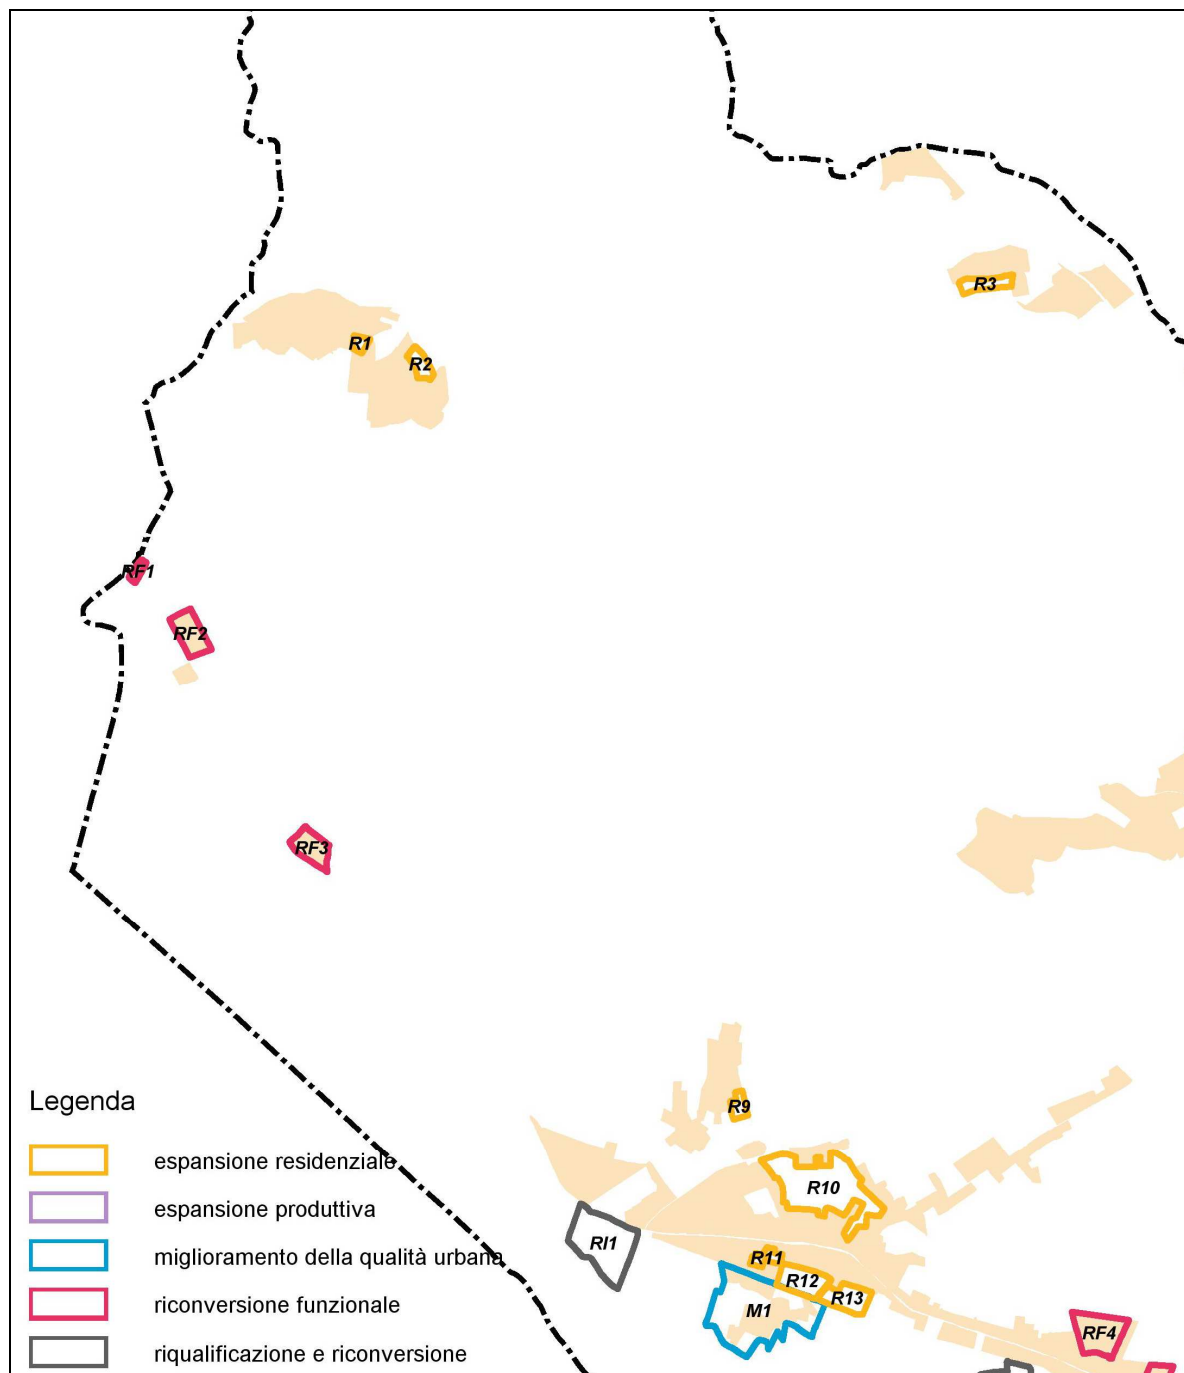 R3
R1
R2
RF1
RF2
RF3
R9
R10
RI1
R11
R12
R13
M1
RF4
Legenda
espansione residenziale
espansione produttiva
miglioramento della qualità urbana
riconversione funzionale
riqualificazione e riconversione